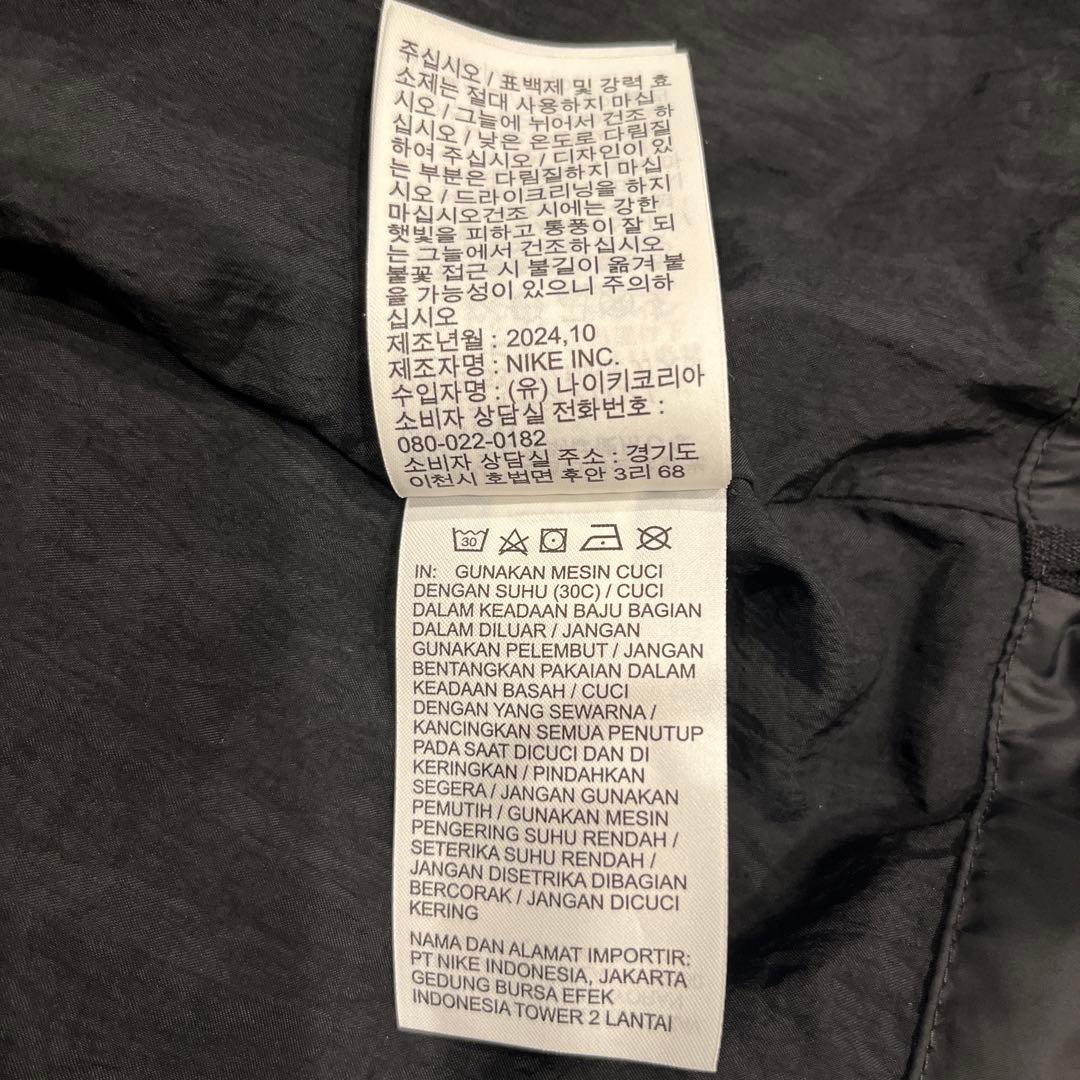 주십시오 / 표백제 및 강력 효
소제는 절대 사용하지 마십
시오 / 그늘에 뉘어서 건조 하
십시오 / 낮은 온도로 다림질
하여 주십시오 / 디자인이 있
는 부분은 다림질하지 마십
시오 / 드라이크리닝을 하지
마십시오건조 시에는 강한
햇빛을 피하고 통풍이 잘 되
는 그늘에서 건조하십시오
불꽃 접근 시 불길이 옮겨 붙
을 가능성이 있으니 주의하
십시오
제조년월 : 2024,10
제조자명 : NIKE INC.
수입자명 : (유) 나이키코리아
소비자 상담실 전화번호 :
080-022-0182
소비자 상담실 주소 : 경기도
이천시 호법면 후안 3리 68
30
IN: GUNAKAN MESIN CUCI
DENGAN SUHU (30C) / CUCI
DALAM KEADAAN BAJU BAGIAN
DALAM DILUAR / JANGAN
GUNAKAN PELEMBUT / JANGAN
BENTANGKAN PAKAIAN DALAM
KEADAAN BASAH / CUCI
DENGAN YANG SEWARNA /
KANCINGKAN SEMUA PENUTUP
PADA SAAT DICUCI DAN DI
KERINGKAN / PINDAHKAN
SEGERA / JANGAN GUNAKAN
PEMUTIH / GUNAKAN MESIN
PENGERING SUHU RENDAH /
SETERIKA SUHU RENDAH /
JANGAN DISETRIKA DIBAGIAN
BERCORAK / JANGAN DICUCI
KERING
NAMA DAN ALAMAT IMPORTIR:
PT NIKE INDONESIA, JAKARTA
GEDUNG BURSA EFEK
INDONESIA TOWER 2 LANTAI